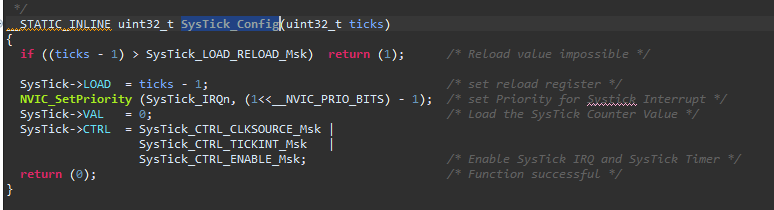 */
__STATIC_INLINE uint32_t SysTick_Config(uint32_t ticks)
{
  if ((ticks - 1) > SysTick_LOAD_RELOAD_Msk)  return (1);      /* Reload value impossible */

  SysTick->LOAD  = ticks - 1;                                  /* set reload register */
  NVIC_SetPriority (SysTick_IRQn, (1<<__NVIC_PRIO_BITS) - 1);  /* set Priority for Systick Interrupt */
  SysTick->VAL   = 0;                                          /* Load the SysTick Counter Value */
  SysTick->CTRL  = SysTick_CTRL_CLKSOURCE_Msk |
                   SysTick_CTRL_TICKINT_Msk   |
                   SysTick_CTRL_ENABLE_Msk;                    /* Enable SysTick IRQ and SysTick Timer */
  return (0);                                                  /* Function successful */
}